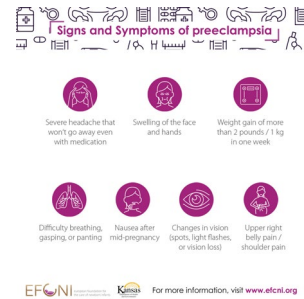 Signs and Symptoms of preeclampsia
Severe headache that
won't go away even
with medication
Swelling of the face
and hands
Weight gain of more
than 2 pounds / 1 kg
in one week
Difficulty breathing,
gasping, or panting
Nausea after
mid-pregnancy
Changes in vision
(spots, light flashes,
or vision loss)
Upper right
belly pain /
shoulder pain
EFCNI
Kansas
For more information, visit www.efcni.org